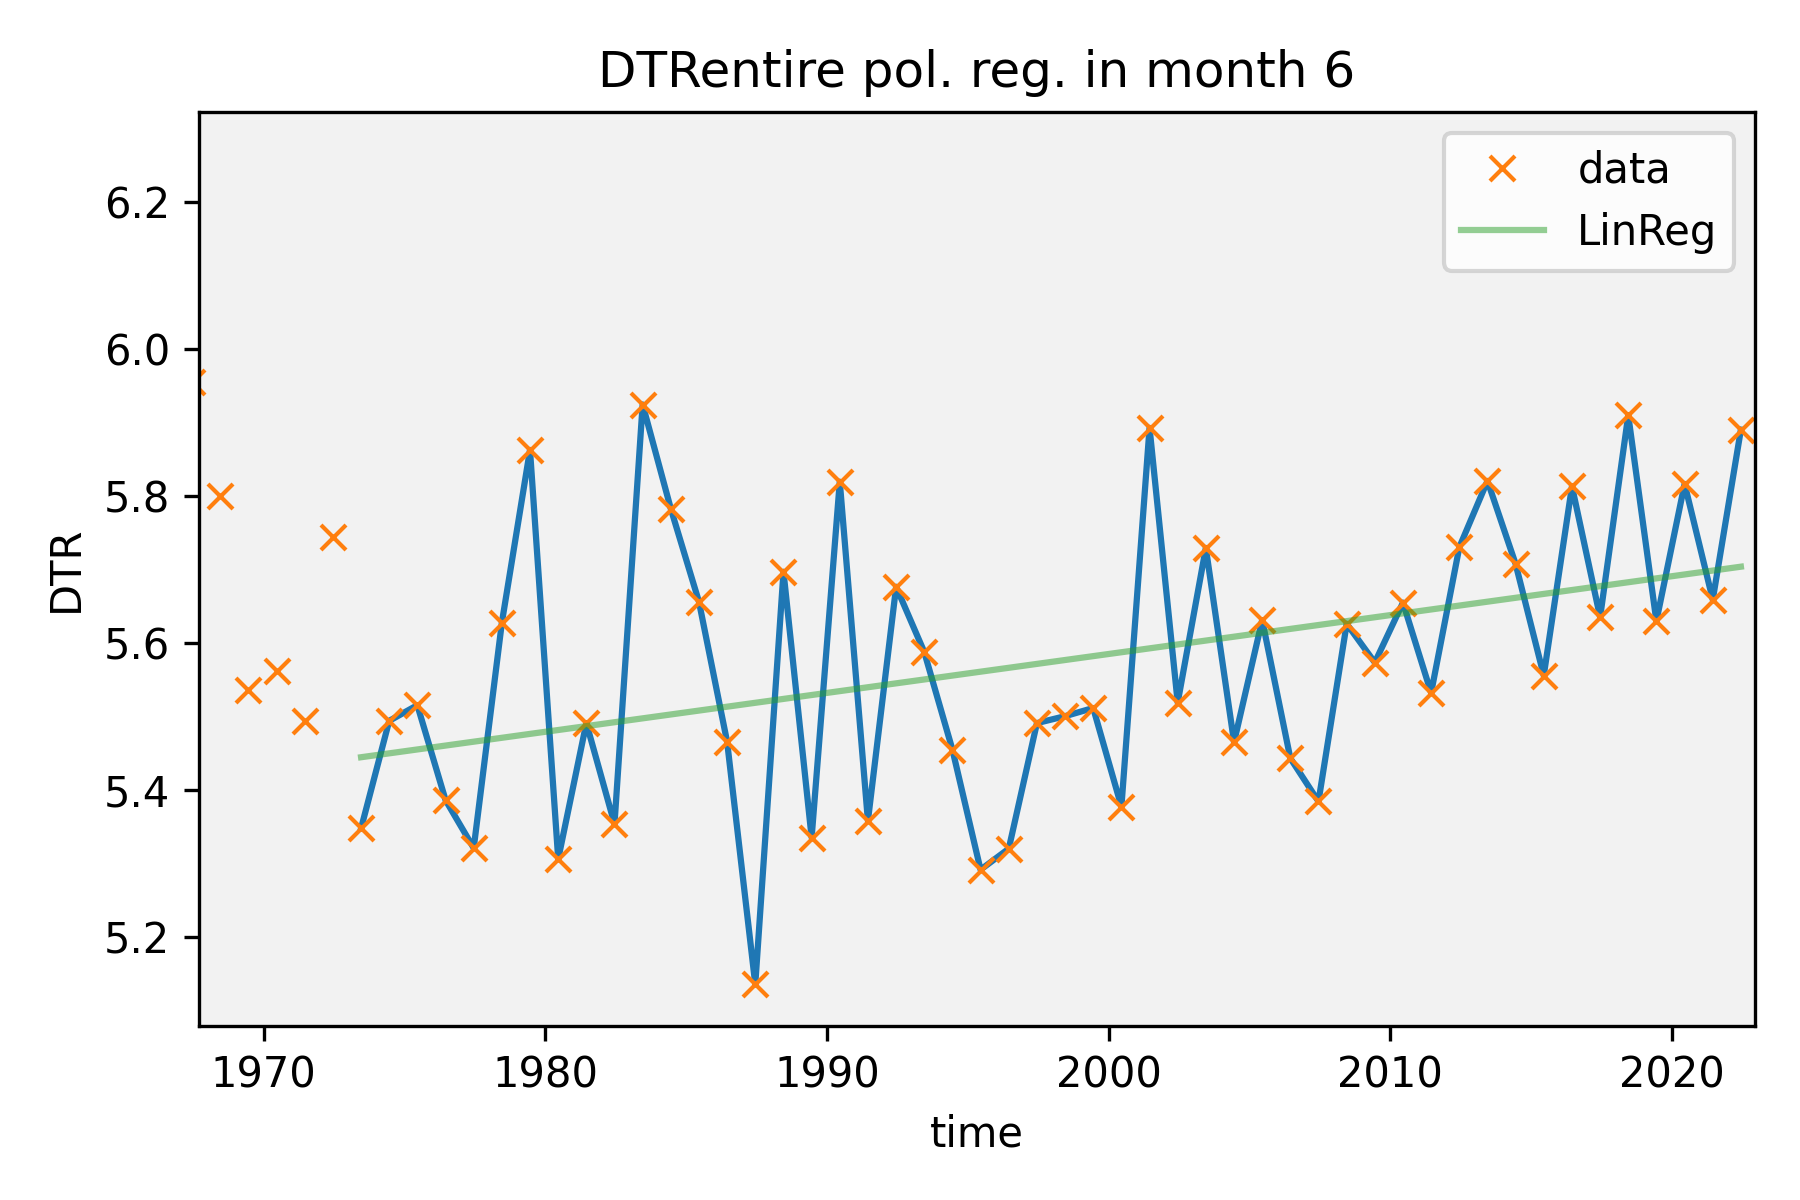 DTRentire pol. reg. in month 6
data
LinReg
6.2
6.0
5.8
5.6
5.4
5.2
DTR
1970 1980 1990 2000 2010 2020
time